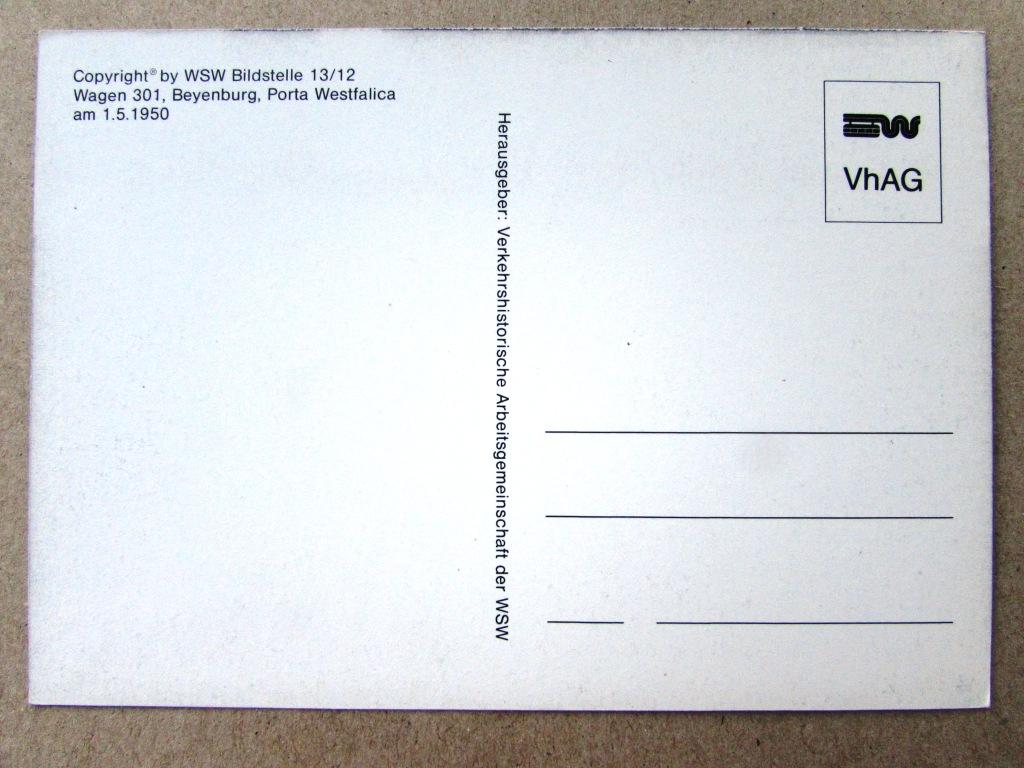 Copyright® by WSW Bildstelle 13/12
Wagen 301, Beyenburg, Porta Westfalica
am 1.5.1950
Herausgeber: Verkehrshistorische Arbeitsgemeinschaft der WSW
VhAG